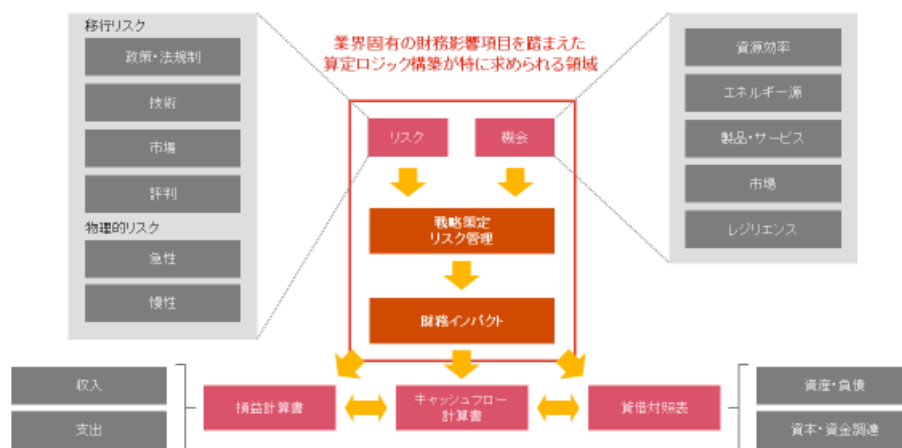 移行リスク
政策・法規制
技術
市場
評判
物理的リスク
急性
慢性
業界固有の財務影響項目を踏まえた
算定ロジック構築が特に求められる領域
リスク
機会
戦略策定
リスク管理
財務インパクト
資源効率
エネルギー源
製品・サービス
市場
レジリエンス
収入
支出
損益計算書
キャッシュフロー
計算書
貸借対照表
資産・負債
資本・資金調達